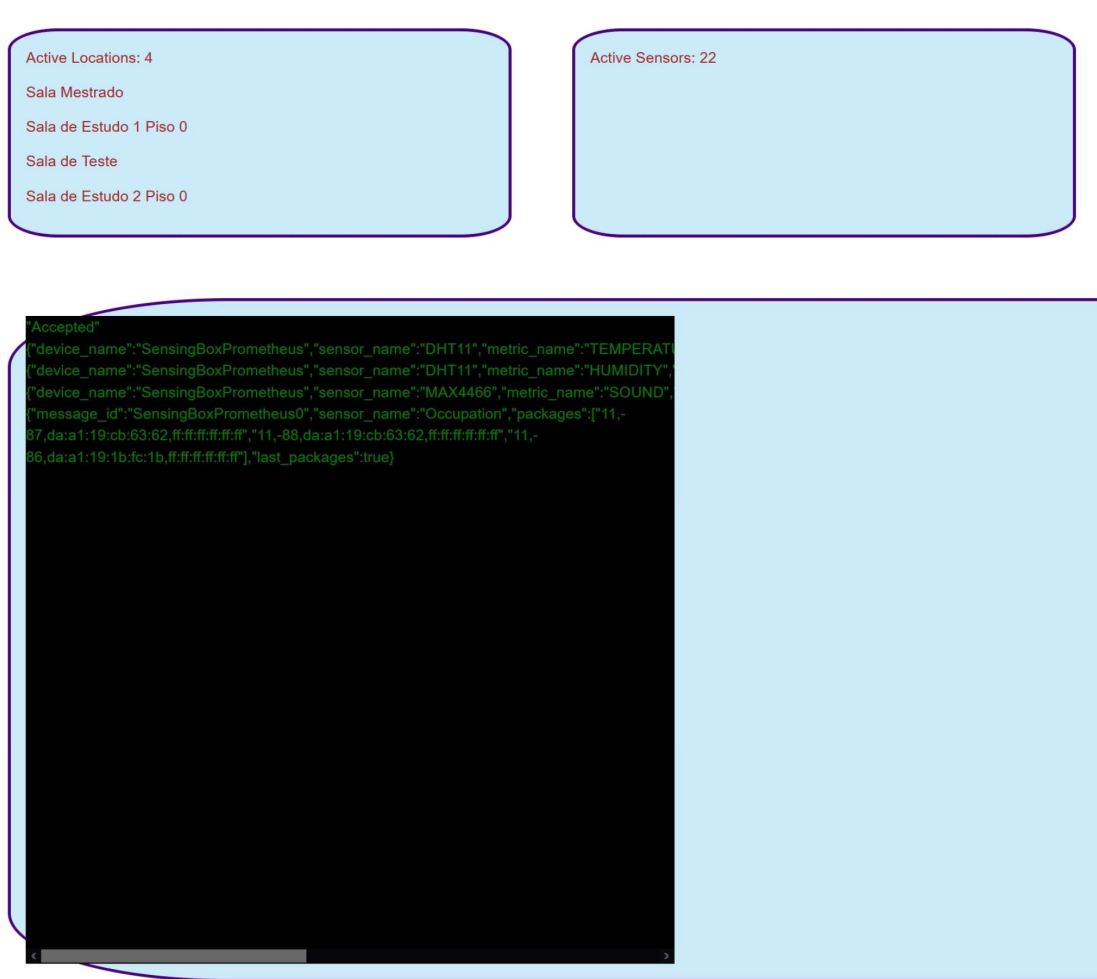 Active Locations: 4
Sala Mestrado
Sala de Estudo 1 Piso 0
Sala de Teste
Sala de Estudo 2 Piso 0
Active Sensors: 22
"Accepted"
{"device_name":"SensingBoxPrometheus","sensor_name":"DHT11","metric_name":"TEMPERATU
{"device_name":"SensingBoxPrometheus","sensor_name":"DHT11","metric_name":"HUMIDITY","
{"device_name":"SensingBoxPrometheus","sensor_name":"MAX4466","metric_name":"SOUND","
{"message_id":"SensingBoxPrometheus0","sensor_name":"Occupation","packages":["11,-
87,da:a1:19:cb:63:62,ff:ff:ff:ff:ff:ff","11,-88,da:a1:19:cb:63:62,ff:ff:ff:ff:ff:ff","11,-
86,da:a1:19:1b:fc:1b,ff:ff:ff:ff:ff:ff"],"last_packages":true}